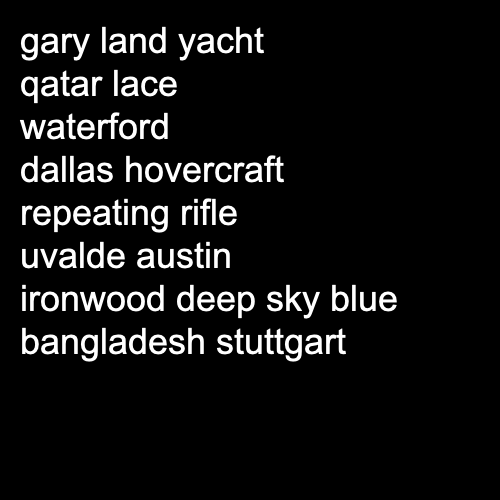 gary land yacht
qatar lace
waterford
dallas hovercraft
repeating rifle
uvalde austin
ironwood deep sky blue
bangladesh stuttgart